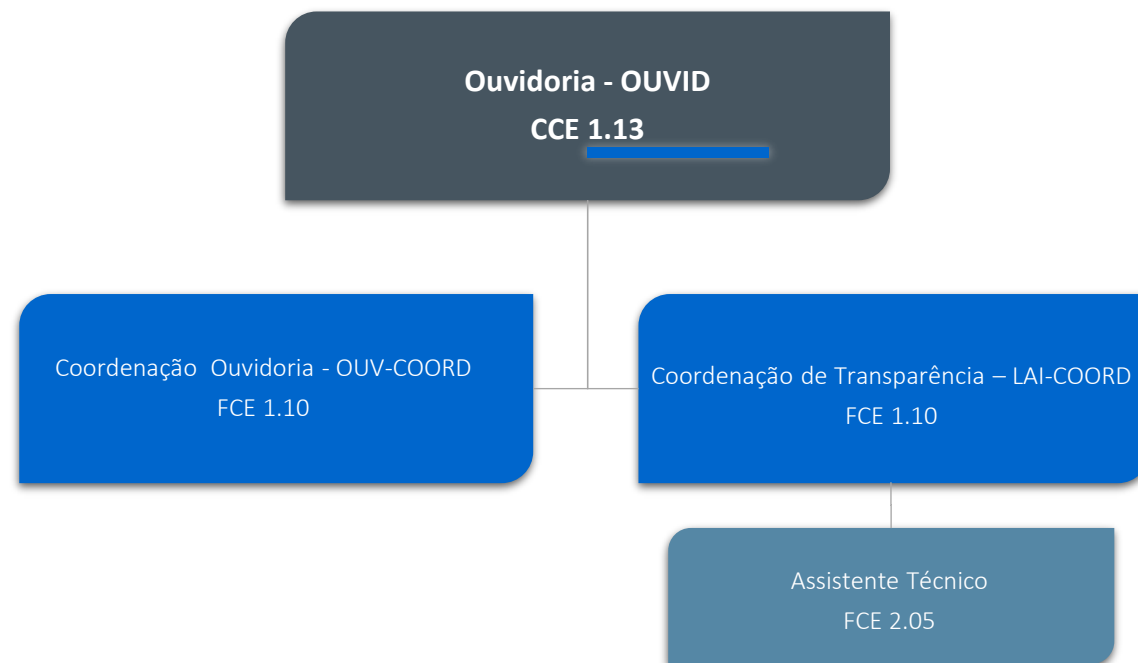 Ouvidoria - OUVID
CCE 1.13
Coordenação Ouvidoria - OUV-COORD
FCE 1.10
Coordenação de Transparência – LAI-COORD
FCE 1.10
Assistente Técnico
FCE 2.05